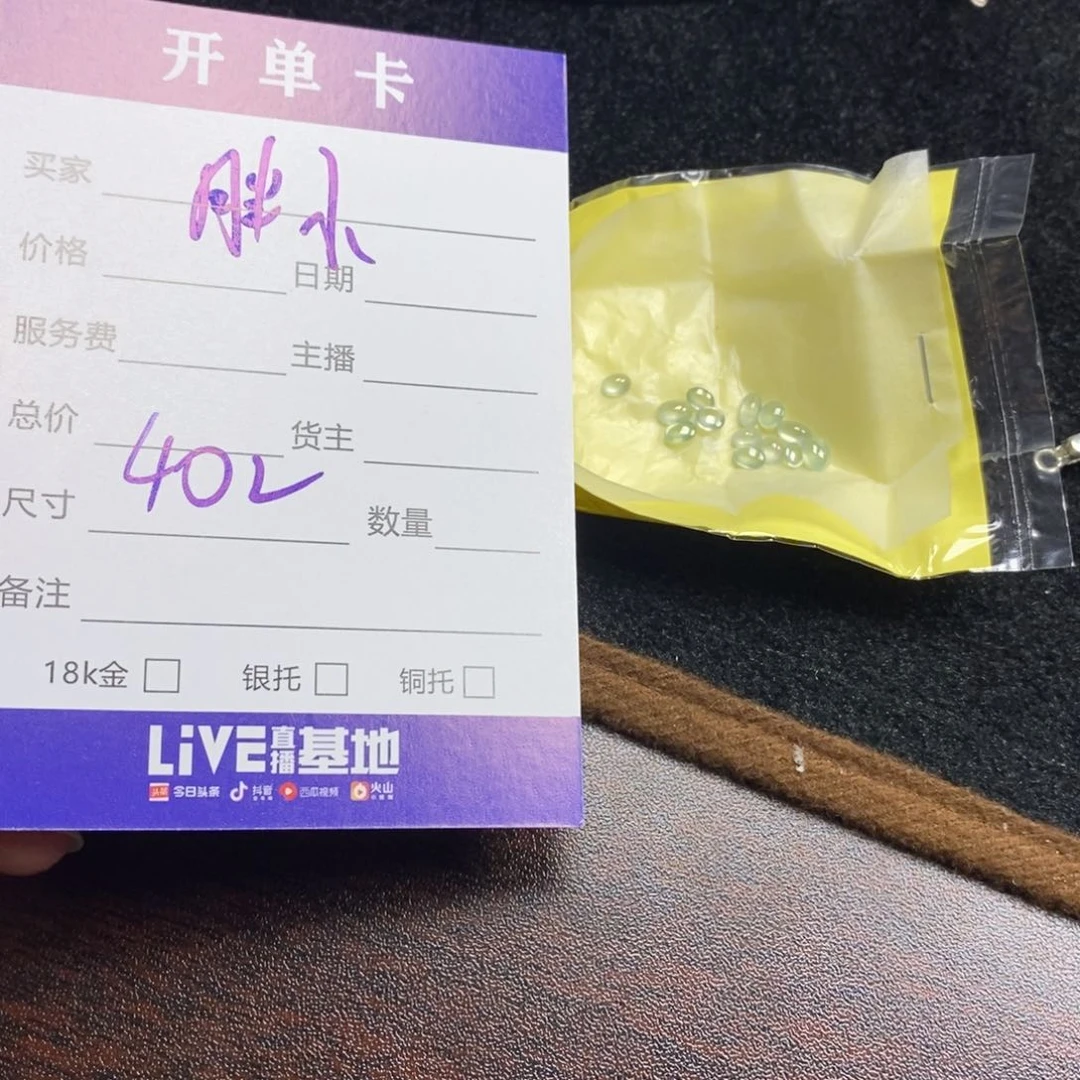 开单卡
买家 胖
价格 日期
服务费 主播
总价 货主
尺寸 数量
备注
18k金 银托 铜托
LIVE直播基地
头条 今日头条 抖音 西瓜视频 火山